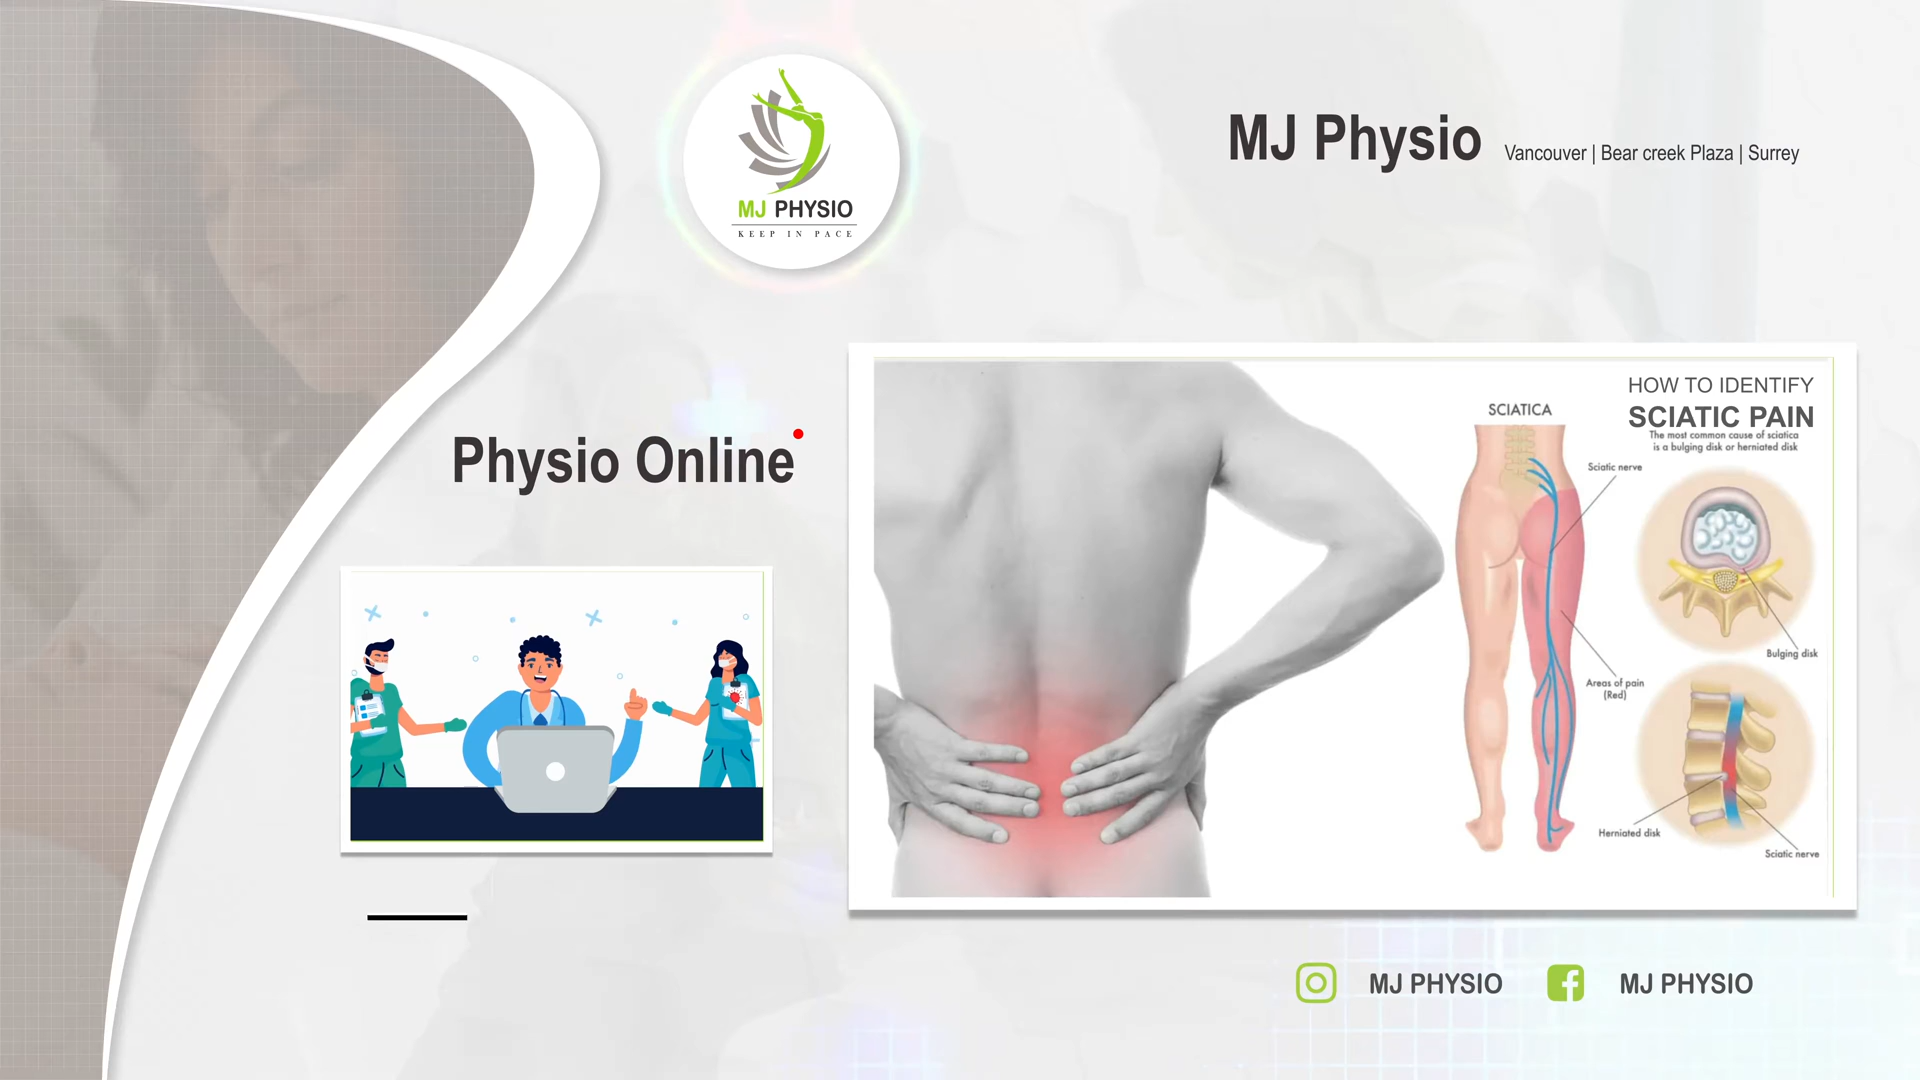 MJ PHYSIO
KEEP IN PACE
MJ Physio Vancouver | Bear creek Plaza | Surrey
Physio Online
HOW TO IDENTIFY
SCIATIC PAIN
The most common cause of sciatica
is a bulging disk or herniated disk
SCIATICA
Sciatic nerve
Bulging disk
Areas of pain
(Red)
Herniated disk
Sciatic nerve
MJ PHYSIO MJ PHYSIO